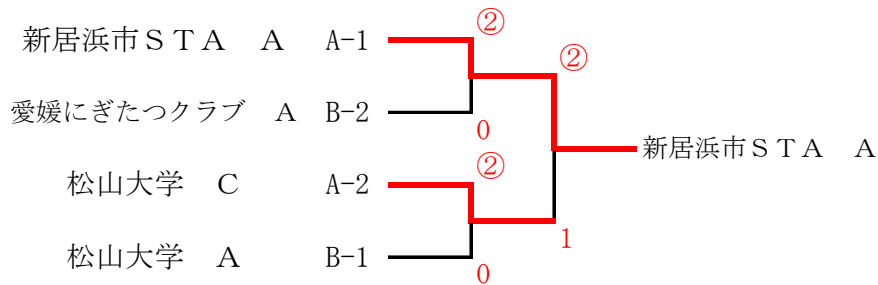 新居浜市ＳＴＡ　Ａ　A-1　②
②
愛媛にぎたつクラブ　Ａ　B-2　0
新居浜市ＳＴＡ　Ａ
松山大学　Ｃ　A-2　②
1
松山大学　Ａ　B-1　0